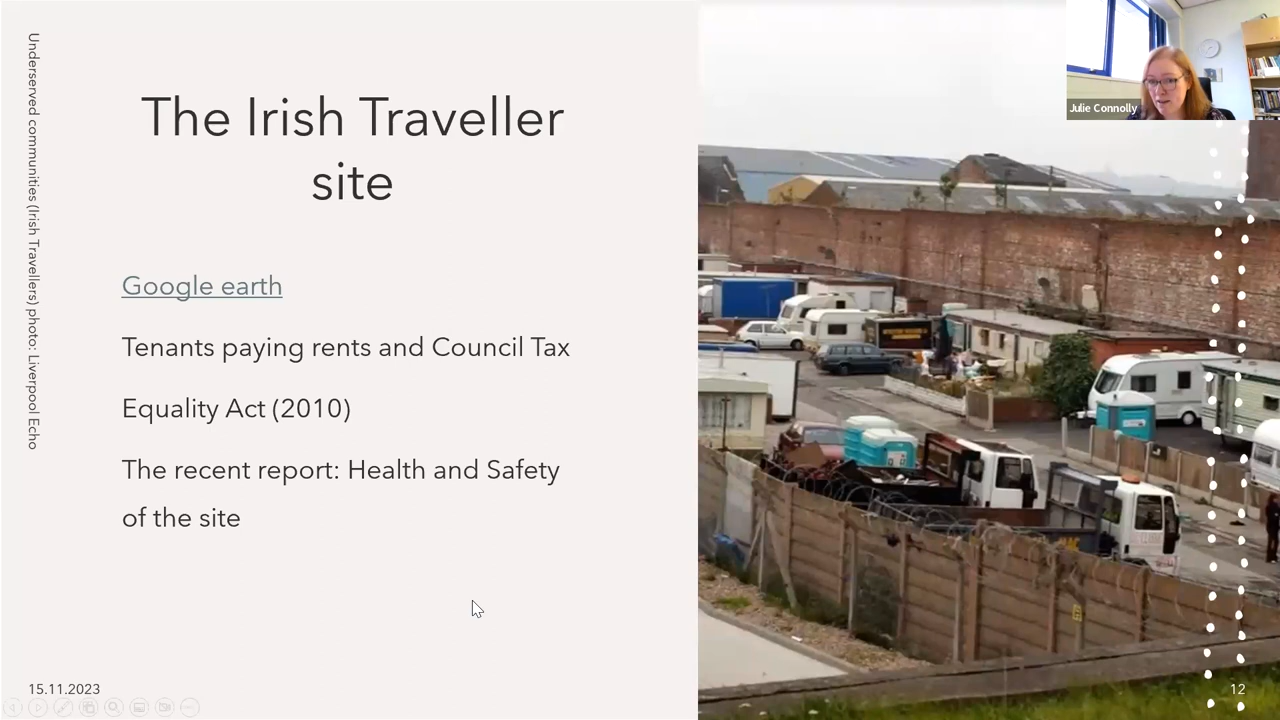 The Irish Traveller
site
Google earth
Tenants paying rents and Council Tax
Equality Act (2010)
The recent report: Health and Safety
of the site
Underserved communities (Irish Travellers) photo: Liverpool Echo
15.11.2023
12
Julie Connolly